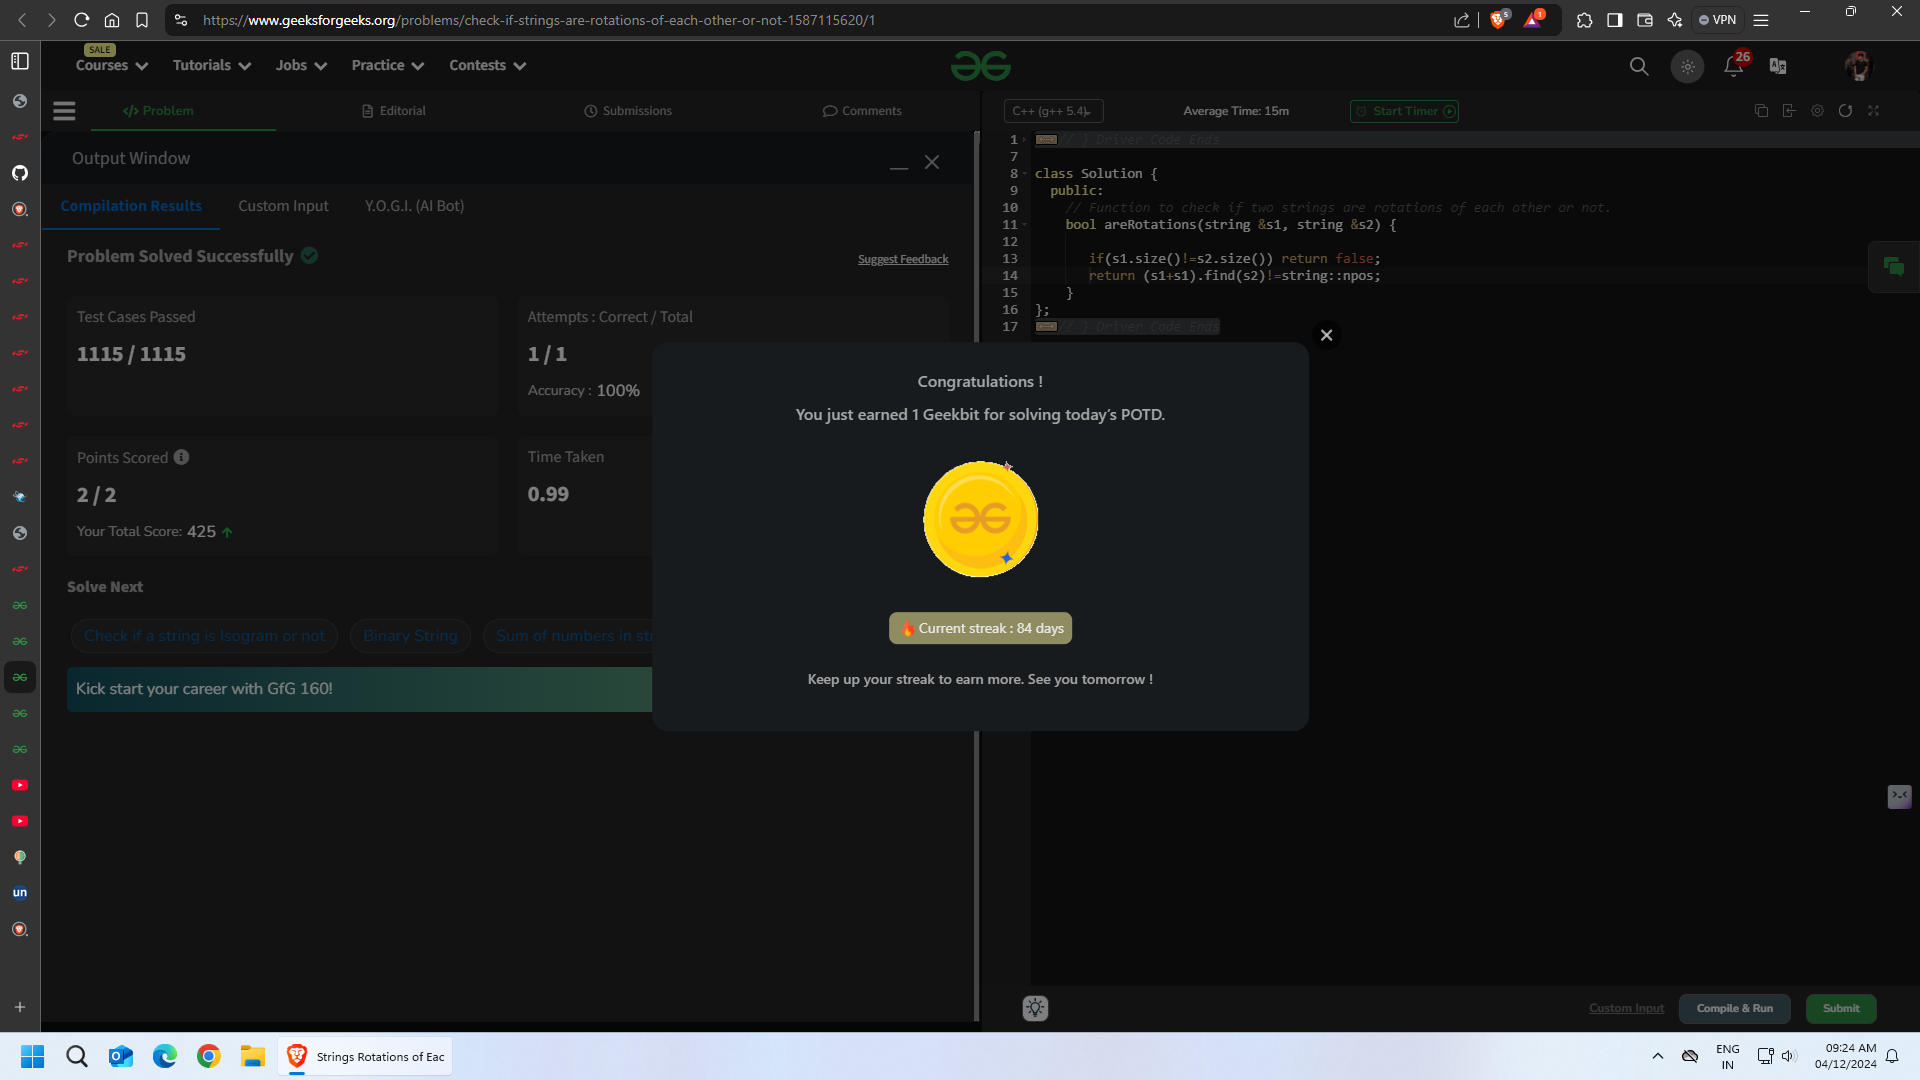 https://www.geeksforgeeks.org/problems/check-if-strings-are-rotations-of-each-other-or-not-1587115620/1
5
1
VPN
SALE
Courses
Tutorials
Jobs
Practice
Contests
26
Problem
Editorial
Submissions
Comments
C++ (g++ 5.4)
Average Time: 15m
Start Timer
Output Window
Compilation Results
Custom Input
Y.O.G.I. (AI Bot)
Problem Solved Successfully
Suggest Feedback
Test Cases Passed
1115 / 1115
Attempts : Correct / Total
1 / 1
Accuracy : 100%
Points Scored
2 / 2
Your Total Score: 425
Time Taken
0.99
Solve Next
Check if a string is Isogram or not
Binary String
Sum of numbers in st
Kick start your career with GfG 160!
1 // } Driver Code Ends
7
8 class Solution {
9 public:
10 // Function to check if two strings are rotations of each other or not.
11 bool areRotations(string &s1, string &s2) {
12
13 if(s1.size()!=s2.size()) return false;
14 return (s1+s1).find(s2)!=string::npos;
15 }
16 };
17 // } Driver Code Ends
Congratulations !
You just earned 1 Geekbit for solving today's POTD.
Current streak : 84 days
Keep up your streak to earn more. See you tomorrow !
un
Custom Input
Compile & Run
Submit
Strings Rotations of Eac
ENG
IN
09:24 AM
04/12/2024